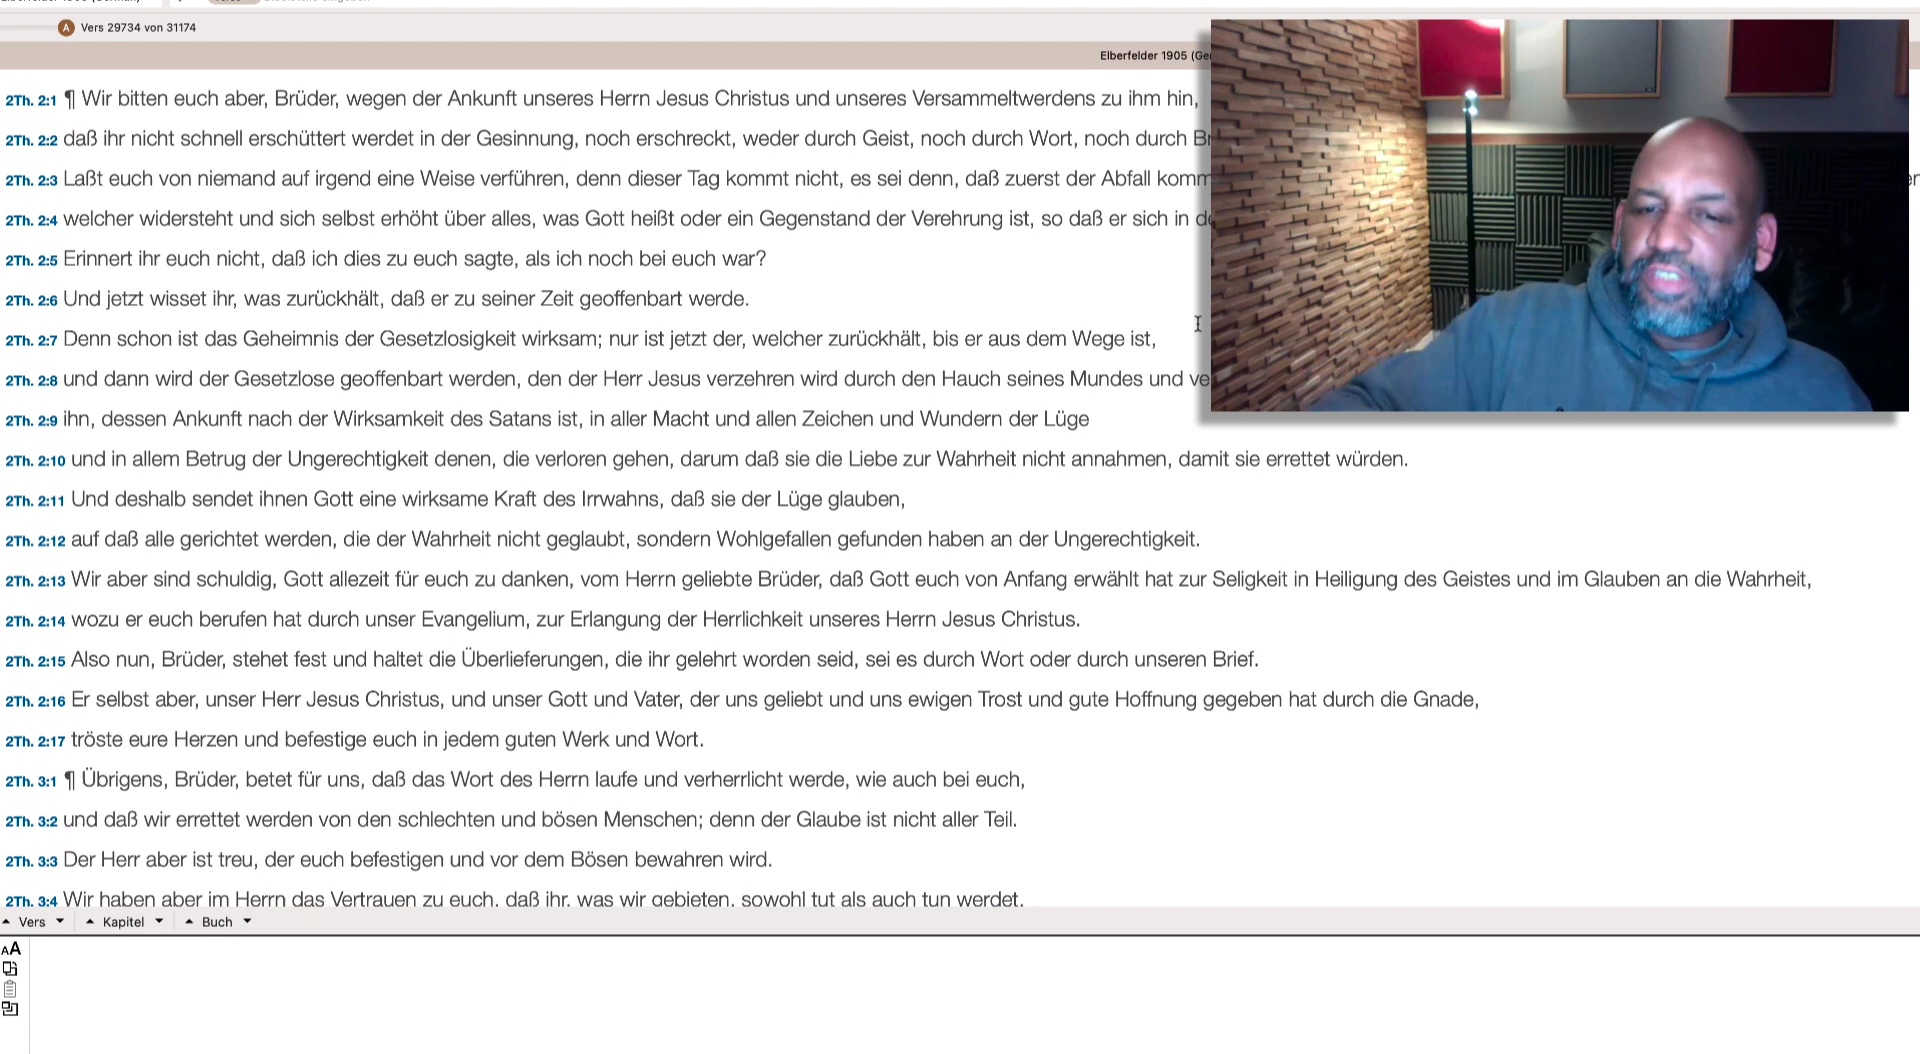 Vers 29734 von 31174
Elberfelder 1905
2Th. 2:1 ¶ Wir bitten euch aber, Brüder, wegen der Ankunft unseres Herrn Jesus Christus und unseres Versammeltwerdens zu ihm hin,
2Th. 2:2 daß ihr nicht schnell erschüttert werdet in der Gesinnung, noch erschreckt, weder durch Geist, noch durch Wort, noch durch
2Th. 2:3 Laßt euch von niemand auf irgend eine Weise verführen, denn dieser Tag kommt nicht, es sei denn, daß zuerst der Abfall
2Th. 2:4 welcher widersteht und sich selbst erhöht über alles, was Gott heißt oder ein Gegenstand der Verehrung ist, so daß er sich in
2Th. 2:5 Erinnert ihr euch nicht, daß ich dies zu euch sagte, als ich noch bei euch war?
2Th. 2:6 Und jetzt wisset ihr, was zurückhält, daß er zu seiner Zeit geoffenbart werde.
2Th. 2:7 Denn schon ist das Geheimnis der Gesetzlosigkeit wirksam; nur ist jetzt der, welcher zurückhält, bis er aus dem Wege ist,
2Th. 2:8 und dann wird der Gesetzlose geoffenbart werden, den der Herr Jesus verzehren wird durch den Hauch seines Mundes und
2Th. 2:9 ihn, dessen Ankunft nach der Wirksamkeit des Satans ist, in aller Macht und allen Zeichen und Wundern der Lüge
2Th. 2:10 und in allem Betrug der Ungerechtigkeit denen, die verloren gehen, darum daß sie die Liebe zur Wahrheit nicht annahmen, damit sie errettet würden.
2Th. 2:11 Und deshalb sendet ihnen Gott eine wirksame Kraft des Irrwahns, daß sie der Lüge glauben,
2Th. 2:12 auf daß alle gerichtet werden, die der Wahrheit nicht geglaubt, sondern Wohlgefallen gefunden haben an der Ungerechtigkeit.
2Th. 2:13 Wir aber sind schuldig, Gott allezeit für euch zu danken, vom Herrn geliebte Brüder, daß Gott euch von Anfang erwählt hat zur Seligkeit in Heiligung des Geistes und im Glauben an die Wahrheit,
2Th. 2:14 wozu er euch berufen hat durch unser Evangelium, zur Erlangung der Herrlichkeit unseres Herrn Jesus Christus.
2Th. 2:15 Also nun, Brüder, stehet fest und haltet die Überlieferungen, die ihr gelehrt worden seid, sei es durch Wort oder durch unseren Brief.
2Th. 2:16 Er selbst aber, unser Herr Jesus Christus, und unser Gott und Vater, der uns geliebt und uns ewigen Trost und gute Hoffnung gegeben hat durch die Gnade,
2Th. 2:17 tröste eure Herzen und befestige euch in jedem guten Werk und Wort.
2Th. 3:1 ¶ Übrigens, Brüder, betet für uns, daß das Wort des Herrn laufe und verherrlicht werde, wie auch bei euch,
2Th. 3:2 und daß wir errettet werden von den schlechten und bösen Menschen; denn der Glaube ist nicht aller Teil.
2Th. 3:3 Der Herr aber ist treu, der euch befestigen und vor dem Bösen bewahren wird.
2Th. 3:4 Wir haben aber im Herrn das Vertrauen zu euch, daß ihr, was wir gebieten, sowohl tut als auch tun werdet.
Vers Kapitel Buch
AA